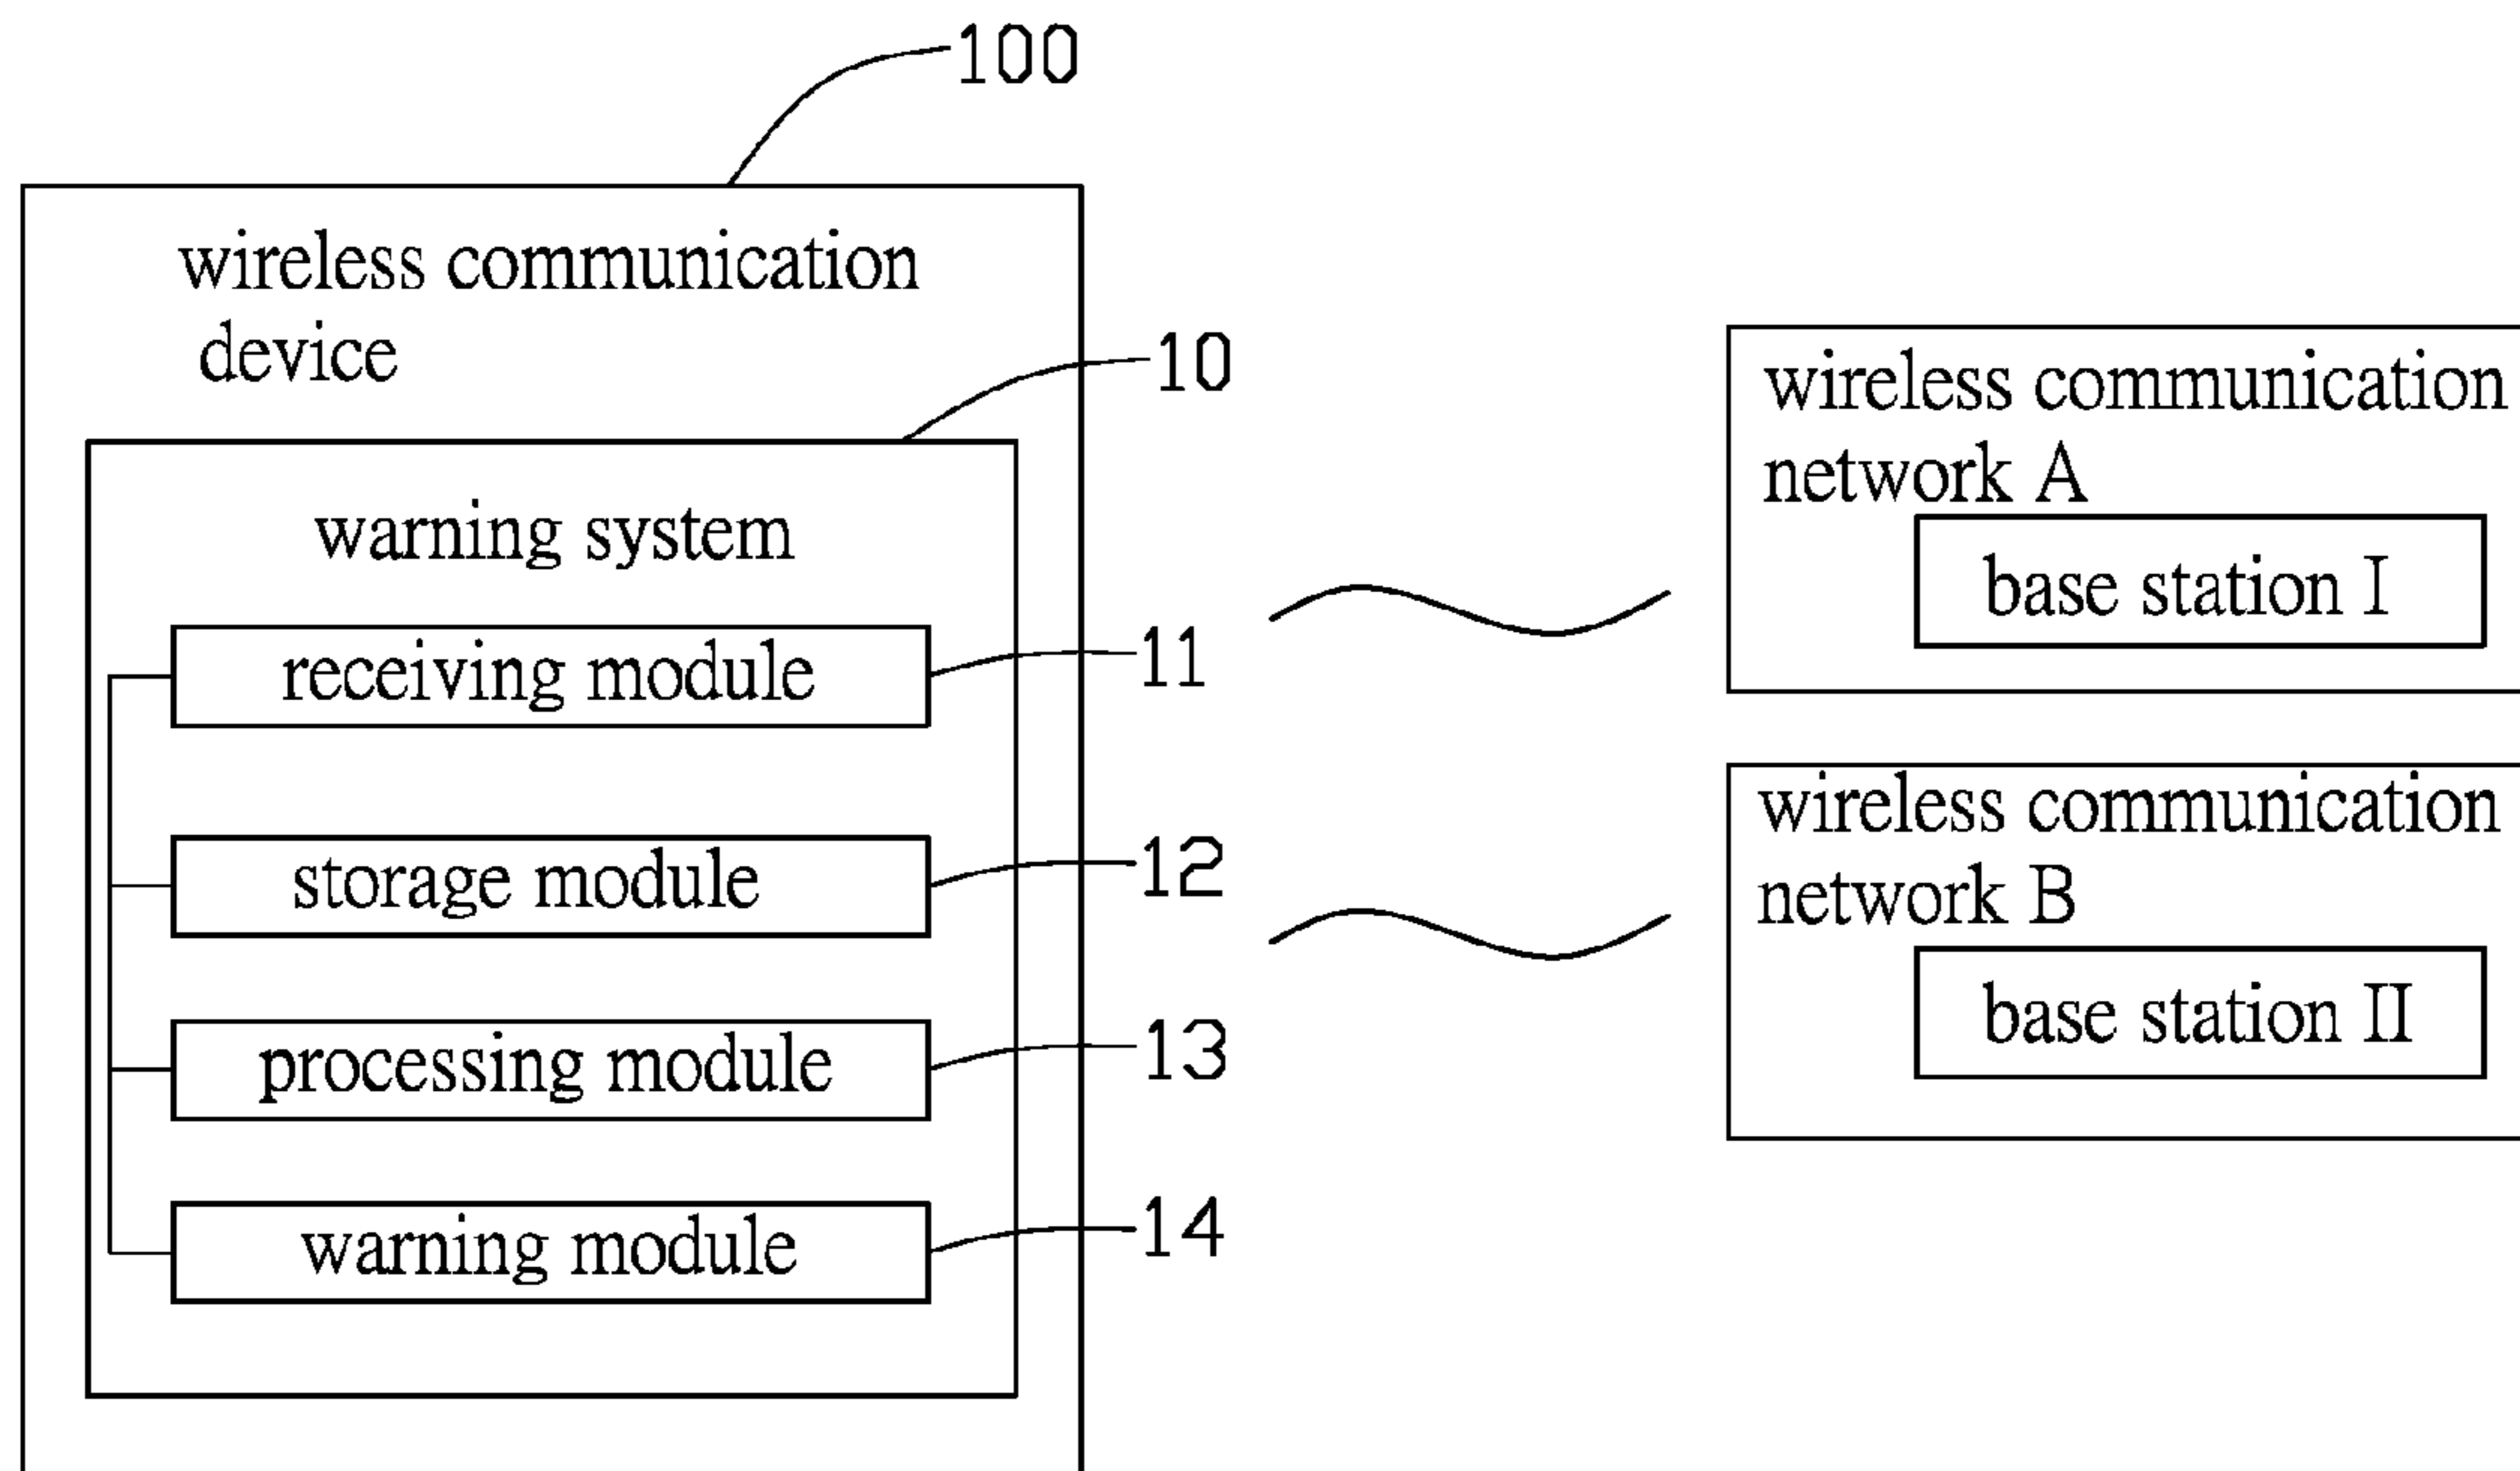 100
wireless communication
device
10
warning system
receiving module
11
storage module
12
processing module
13
warning module
14
wireless communication
network A
base station I
wireless communication
network B
base station II